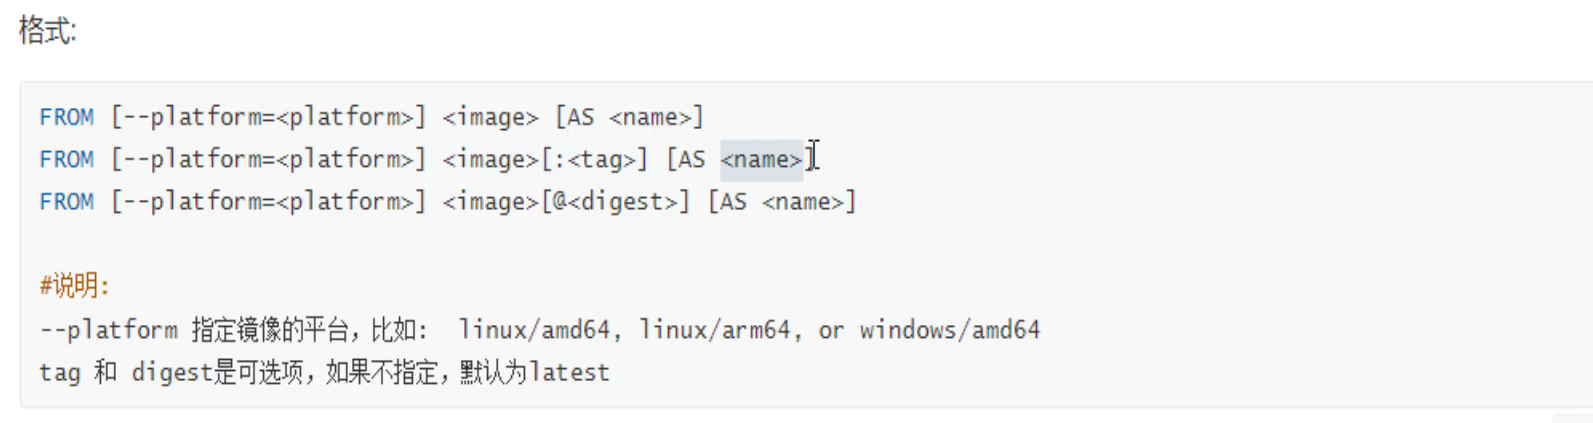 格式:
FROM [--platform=<platform>] <image> [AS <name>]
FROM [--platform=<platform>] <image>[:<tag>] [AS <name>]
FROM [--platform=<platform>] <image>[@<digest>] [AS <name>]
#说明:
--platform 指定镜像的平台，比如: linux/amd64, linux/arm64, or windows/amd64
tag 和 digest是可选项，如果不指定，默认为latest